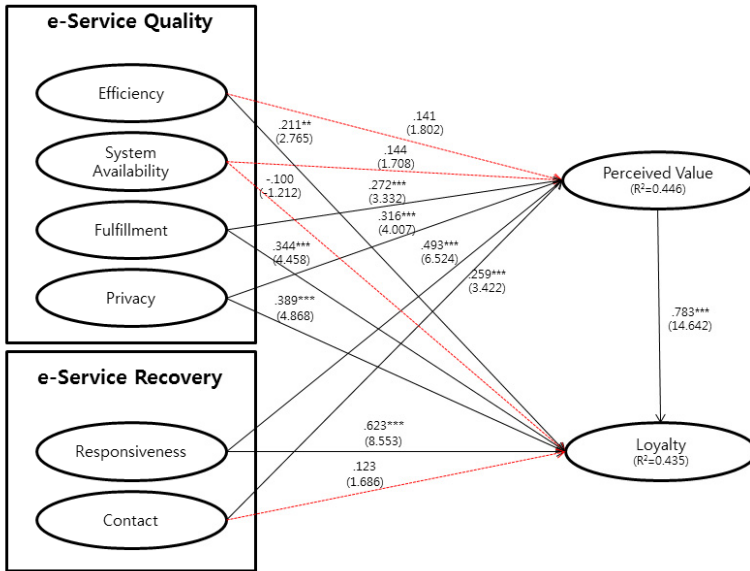 e-Service Quality
Efficiency
System
Availability
Fulfillment
Privacy
e-Service Recovery
Responsiveness
Contact
.211**
(2.765)
.141
(1.802)
.144
(1.708)
-.100
(-1.212)
.272***
(3.332)
.316***
(4.007)
.344***
(4.458)
.493***
(6.524)
.259***
(3.422)
.389***
(4.868)
.623***
(8.553)
.123
(1.686)
Perceived Value
(R²=0.446)
.783***
(14.642)
Loyalty
(R²=0.435)